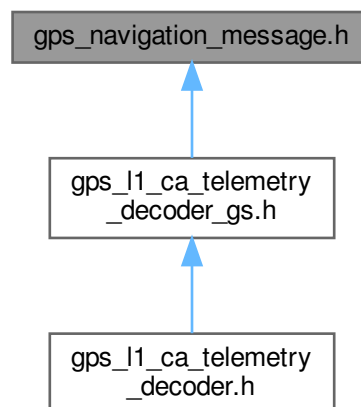 gps_navigation_message.h
gps_l1_ca_telemetry
_decoder_gs.h
gps_l1_ca_telemetry
_decoder.h